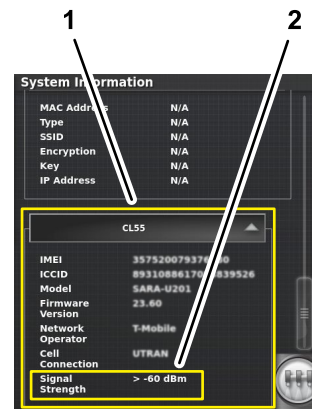 1 2
System Information
MAC Address N/A
Type N/A
SSID N/A
Encryption N/A
Key N/A
IP Address N/A
CL55
IMEI
ICCID
Model SARA-U201
Firmware 23.60
Version
Network T-Mobile
Operator
Cell UTRAN
Connection
Signal > -60 dBm
Strength